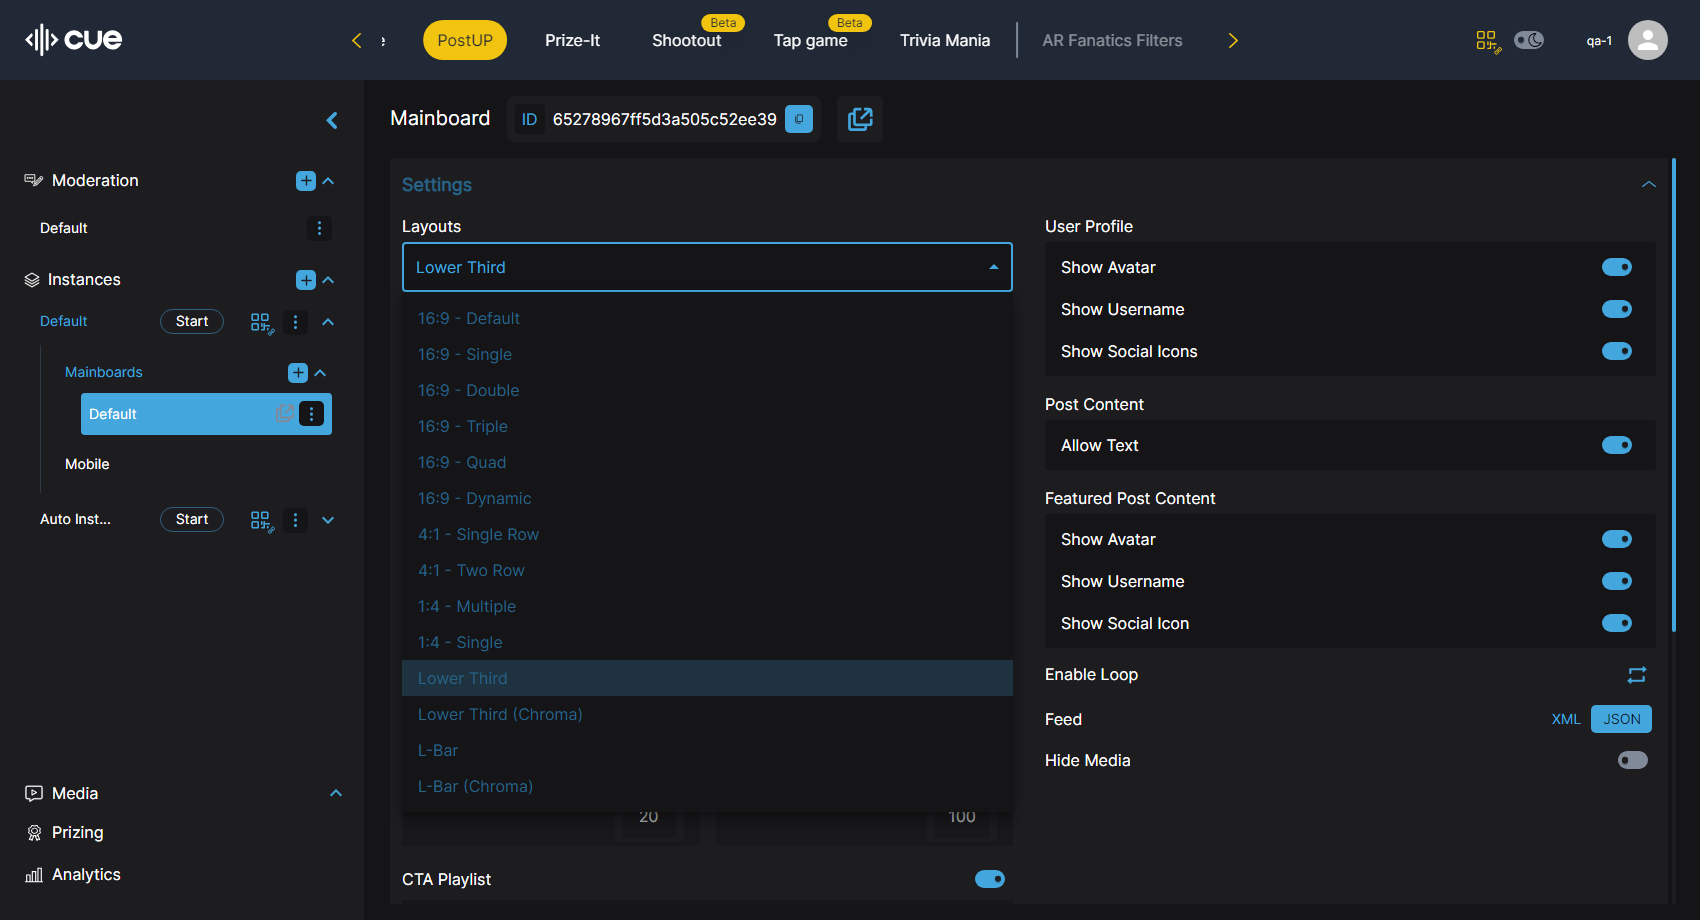 cue
PostUP
Prize-It
Shootout
Beta
Tap game
Beta
Trivia Mania
AR Fanatics Filters
qa-1
Moderation
Default
Instances
Default
Start
Mainboards
Default
Mobile
Auto Inst...
Start
Media
Prizing
Analytics
Mainboard
ID 65278967ff5d3a505c52ee39
Settings
Layouts
Lower Third
16:9 - Default
16:9 - Single
16:9 - Double
16:9 - Triple
16:9 - Quad
16:9 - Dynamic
4:1 - Single Row
4:1 - Two Row
1:4 - Multiple
1:4 - Single
Lower Third
Lower Third (Chroma)
L-Bar
L-Bar (Chroma)
20
100
CTA Playlist
User Profile
Show Avatar
Show Username
Show Social Icons
Post Content
Allow Text
Featured Post Content
Show Avatar
Show Username
Show Social Icon
Enable Loop
Feed
XML
JSON
Hide Media